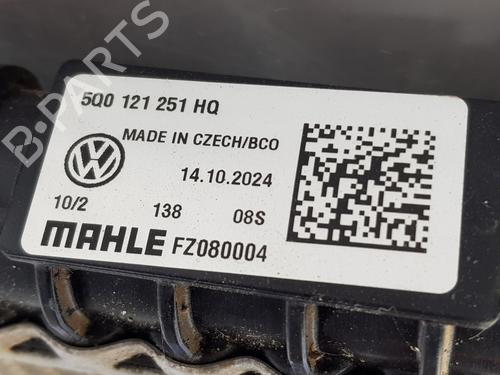 5Q0 121 251 HQ
MADE IN CZECH/BCO
14.10.2024
10/2 138 08S
MAHLE FZ080004
B-PARTS